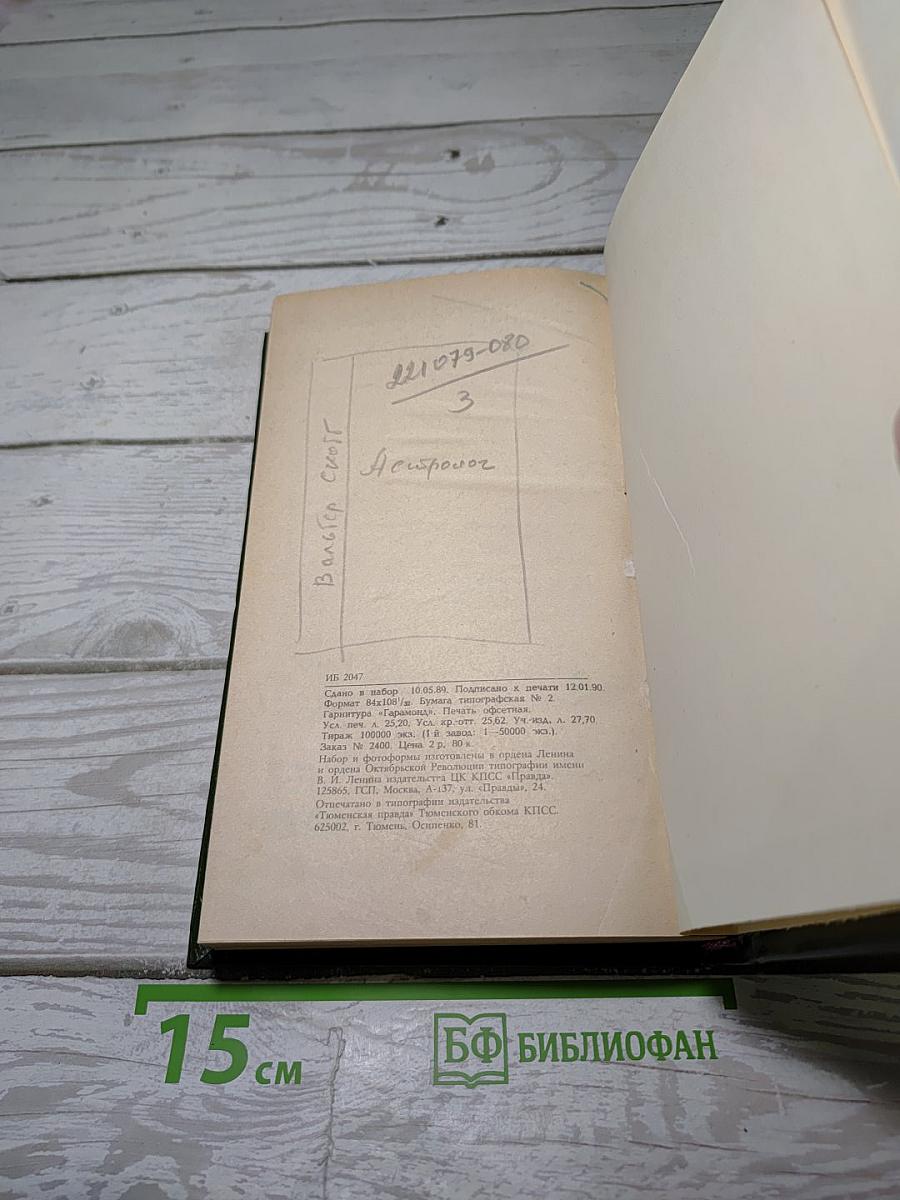 221079-080
3
Вальтер Скотт
Астролог
ИБ 2047
Сдано в набор 10.05.89. Подписано к печати 12.01.90.
Формат 84х108¹/₃₂. Бумага типографская № 2.
Гарнитура «Гарамонд». Печать офсетная.
Усл. печ. л. 25,20. Усл. кр.-отт. 25,62. Уч.-изд. л. 27,70.
Тираж 100000 экз. (1-й завод: 1—50000 экз.).
Заказ № 2400. Цена 2 р. 80 к.
Набор и фотоформы изготовлены в ордена Ленина
и ордена Октябрьской Революции типографии имени
В. И. Ленина издательства ЦК КПСС «Правда».
125865, ГСП, Москва, А-137, ул. «Правды», 24.
Отпечатано в типографии издательства
«Тюменская правда» Тюменского обкома КПСС.
625002, г. Тюмень, Осипенко, 81.
15 см
БФ БИБЛИОФАН